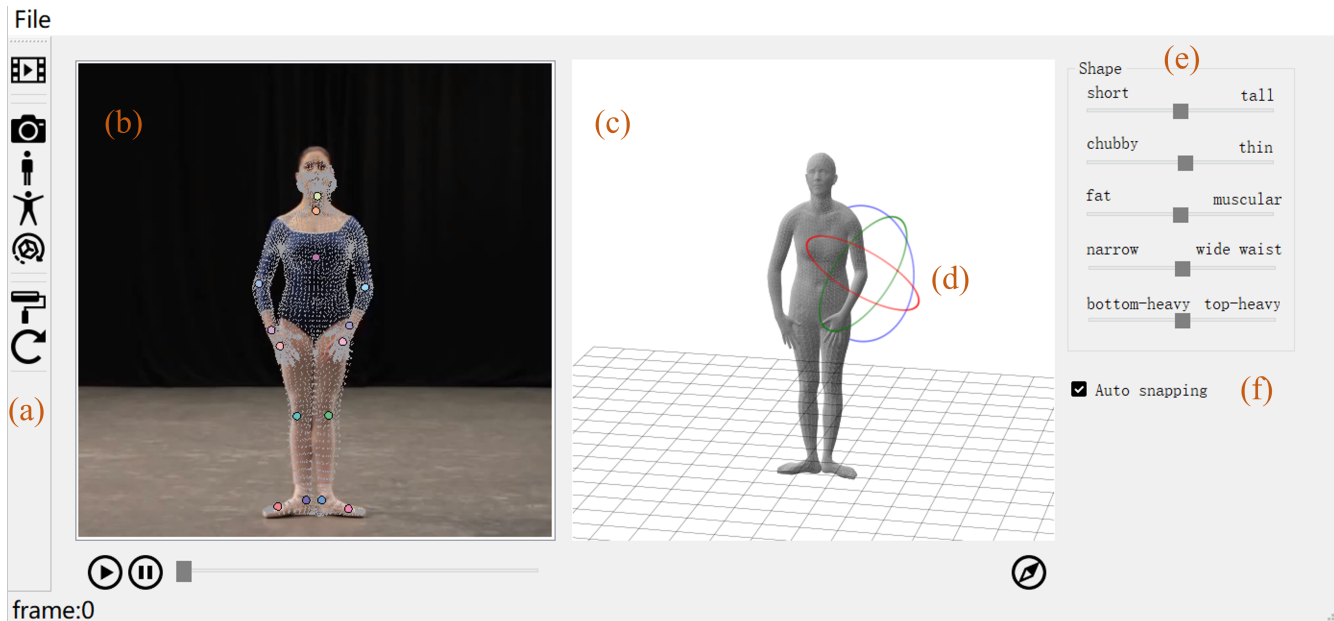 File
(a)
(b)
(c)
(d)
(e)
Shape
short tall
chubby thin
fat muscular
narrow wide waist
bottom-heavy top-heavy
Auto snapping (f)
frame:0